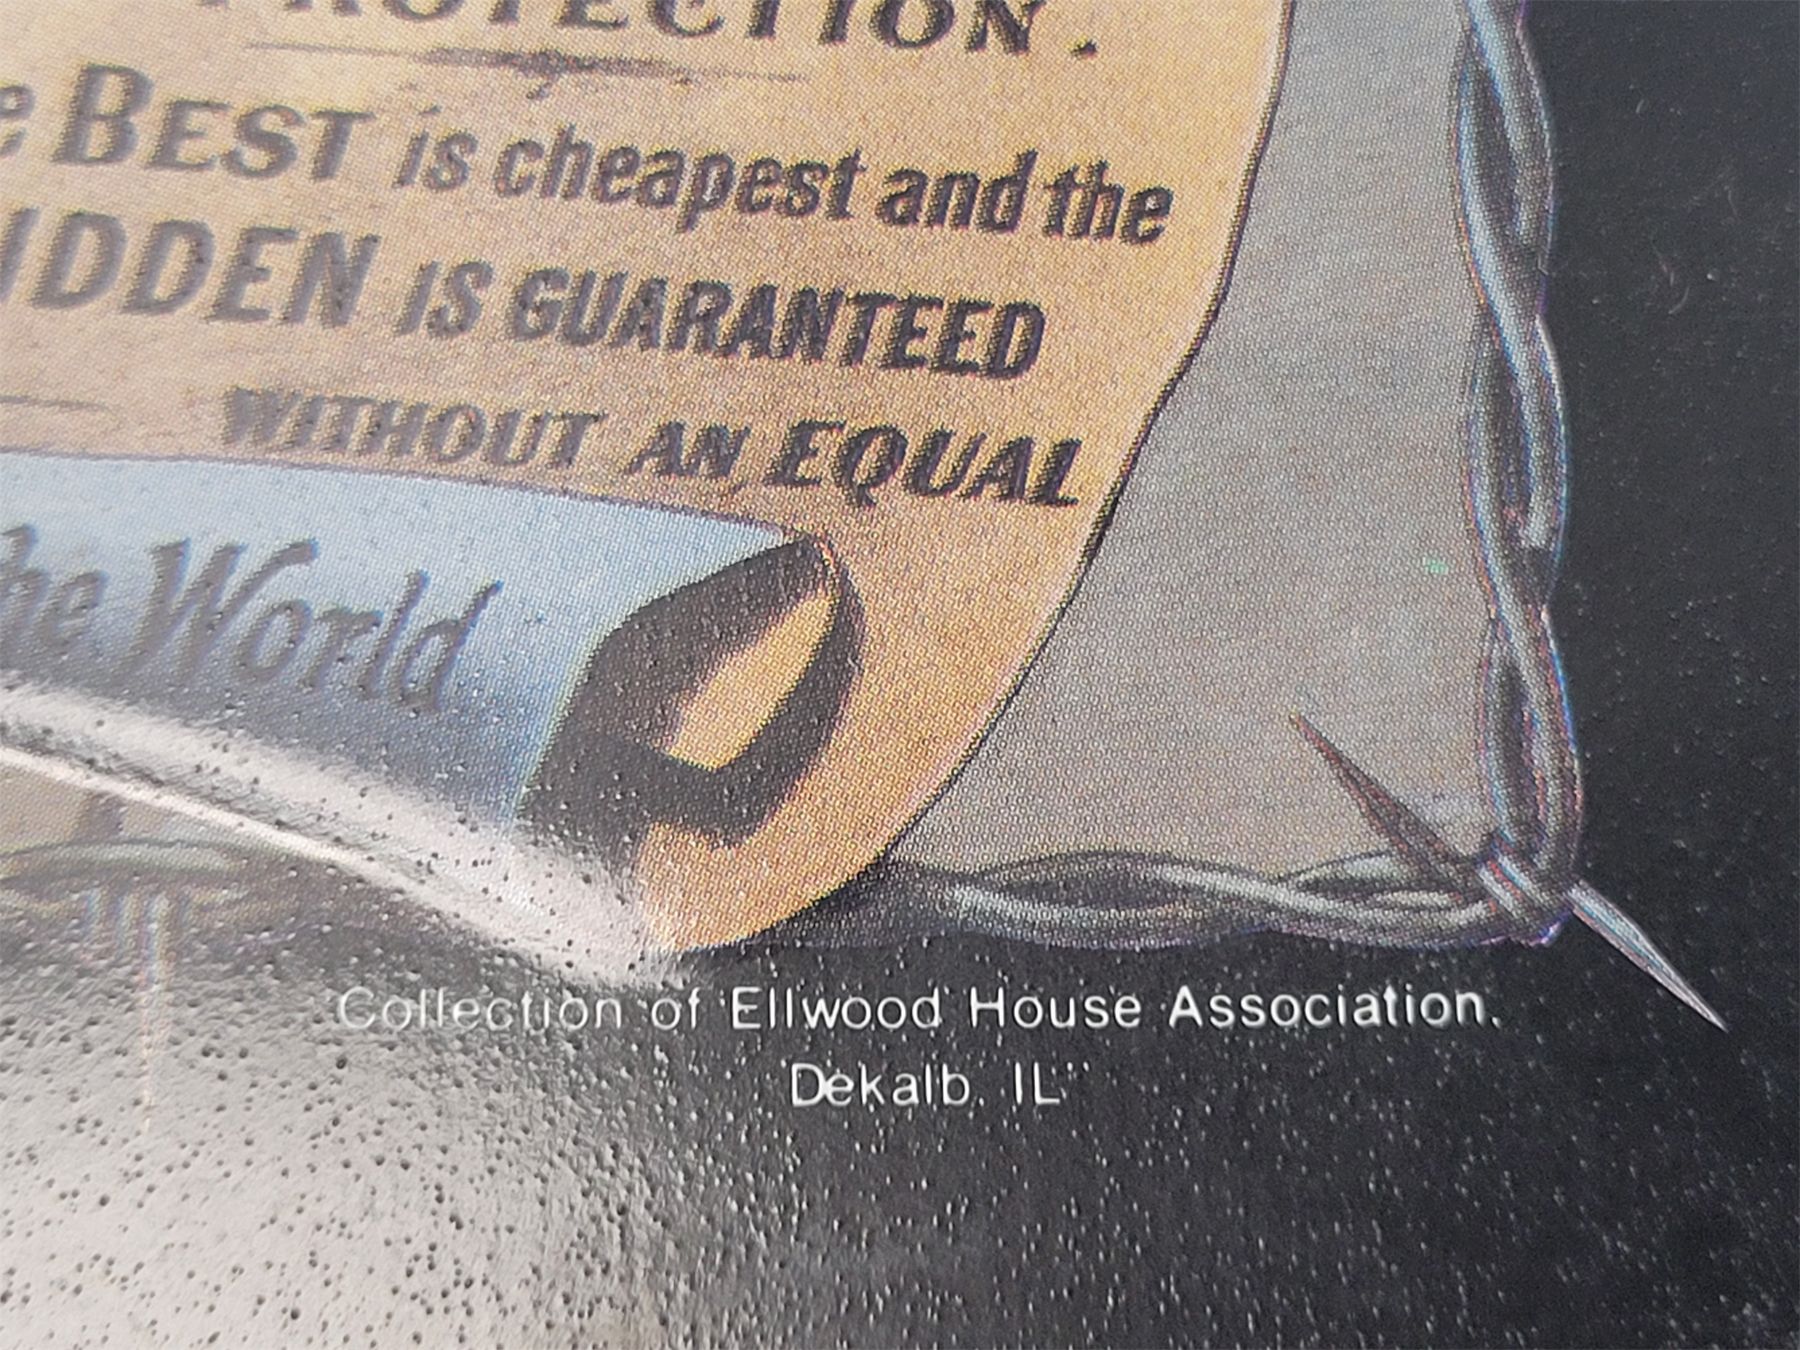 PROTECTION.
e BEST is cheapest and the
IDDEN IS GUARANTEED
WITHOUT AN EQUAL
he World
Collection of Ellwood House Association.
Dekalb, IL